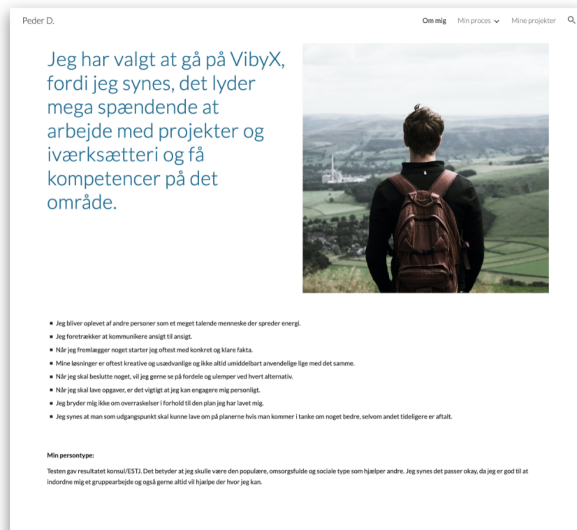 Peder D.
Om mig Min proces Mine projekter
Jeg har valgt at gå på VibyX,
fordi jeg synes, det lyder
mega spændende at
arbejde med projekter og
iværksætteri og få
kompetencer på det
område.
Jeg bliver oplevet af andre personer som et meget talende menneske der spreder energi.
Jeg foretrækker at kommunikere ansigt til ansigt.
Når jeg fremlægger noget starter jeg oftest med konkret og klare fakta.
Mine løsninger er oftest kreative og usædvanlige og ikke altid umiddelbart anvendelige lige med det samme.
Når jeg skal beslutte noget, vil jeg gerne se på fordele og ulemper ved hvert alternativ.
Når jeg skal lave opgaver, er det vigtigt at jeg kan engagere mig personligt.
Jeg bryder mig ikke om overraskelser i forhold til den plan jeg har lavet mig.
Jeg synes at man som udgangspunkt skal kunne lave om på planerne hvis man kommer i tanke om noget bedre, selvom andet tideligere er aftalt.
Min persontype:
Testen gav resultatet konsul/ESTJ. Det betyder at jeg skulle være den populære, omsorgsfulde og sociale type som hjælper andre. Jeg synes det passer okay, da jeg er god til at
indordne mig et gruppearbejde og også gerne altid vil hjælpe der hvor jeg kan.